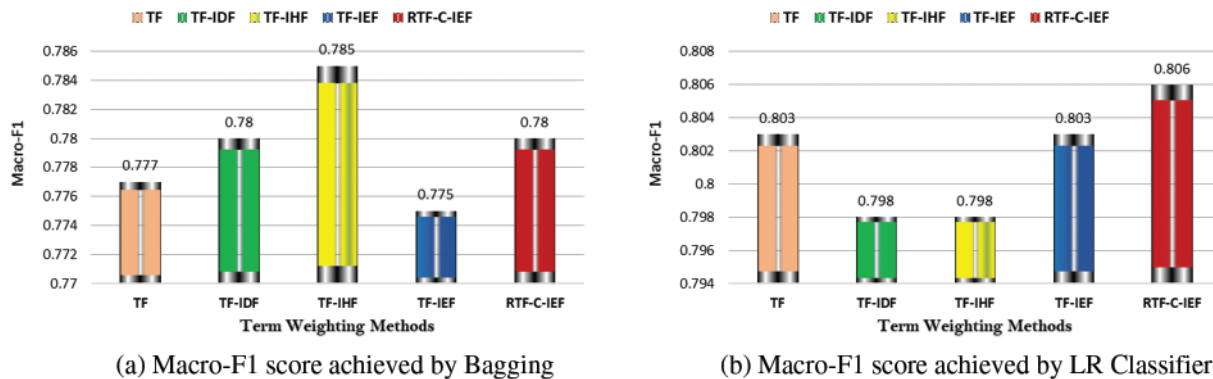 TF TF-IDF TF-IHF TF-IEF RTF-C-IEF
Macro-F1
0.786
0.784
0.782
0.78
0.778
0.776
0.774
0.772
0.77
0.777
0.78
0.785
0.775
0.78
TF TF-IDF TF-IHF TF-IEF RTF-C-IEF
Term Weighting Methods
(a) Macro-F1 score achieved by Bagging
TF TF-IDF TF-IHF TF-IEF RTF-C-IEF
Macro-F1
0.808
0.806
0.804
0.802
0.8
0.798
0.796
0.794
0.803
0.798
0.798
0.803
0.806
TF TF-IDF TF-IHF TF-IEF RTF-C-IEF
Term Weighting Methods
(b) Macro-F1 score achieved by LR Classifier